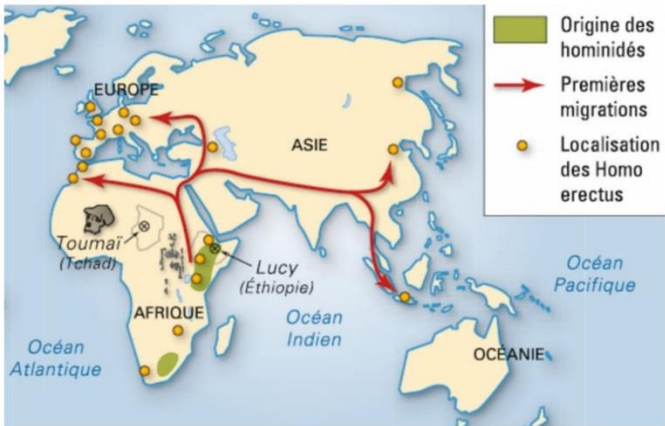 Origine des
hominidés
Premières
migrations
Localisation
des Homo
erectus
EUROPE
ASIE
Toumaï
(Tchad)
Lucy
(Éthiopie)
AFRIQUE
Océan
Pacifique
Océan
Indien
Océan
Atlantique
OCÉANIE